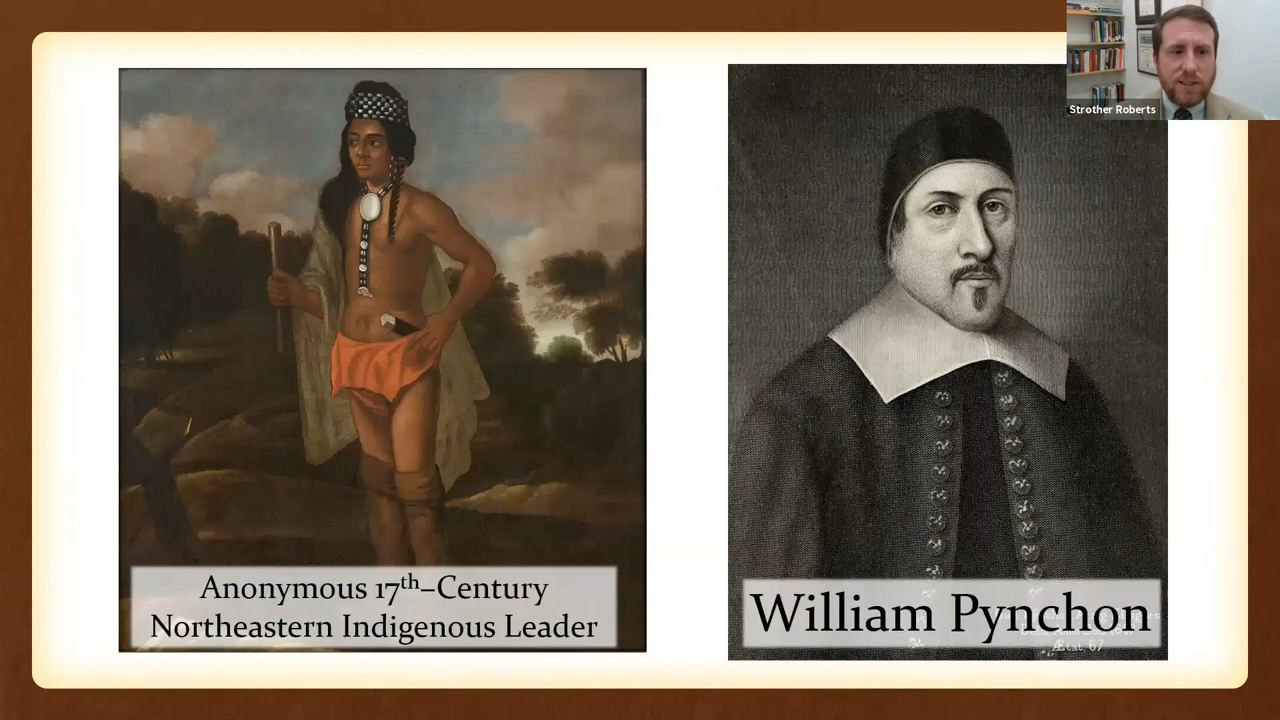 Strother Roberts
Anonymous 17th–Century
Northeastern Indigenous Leader
William Pynchon
Ætat. 67